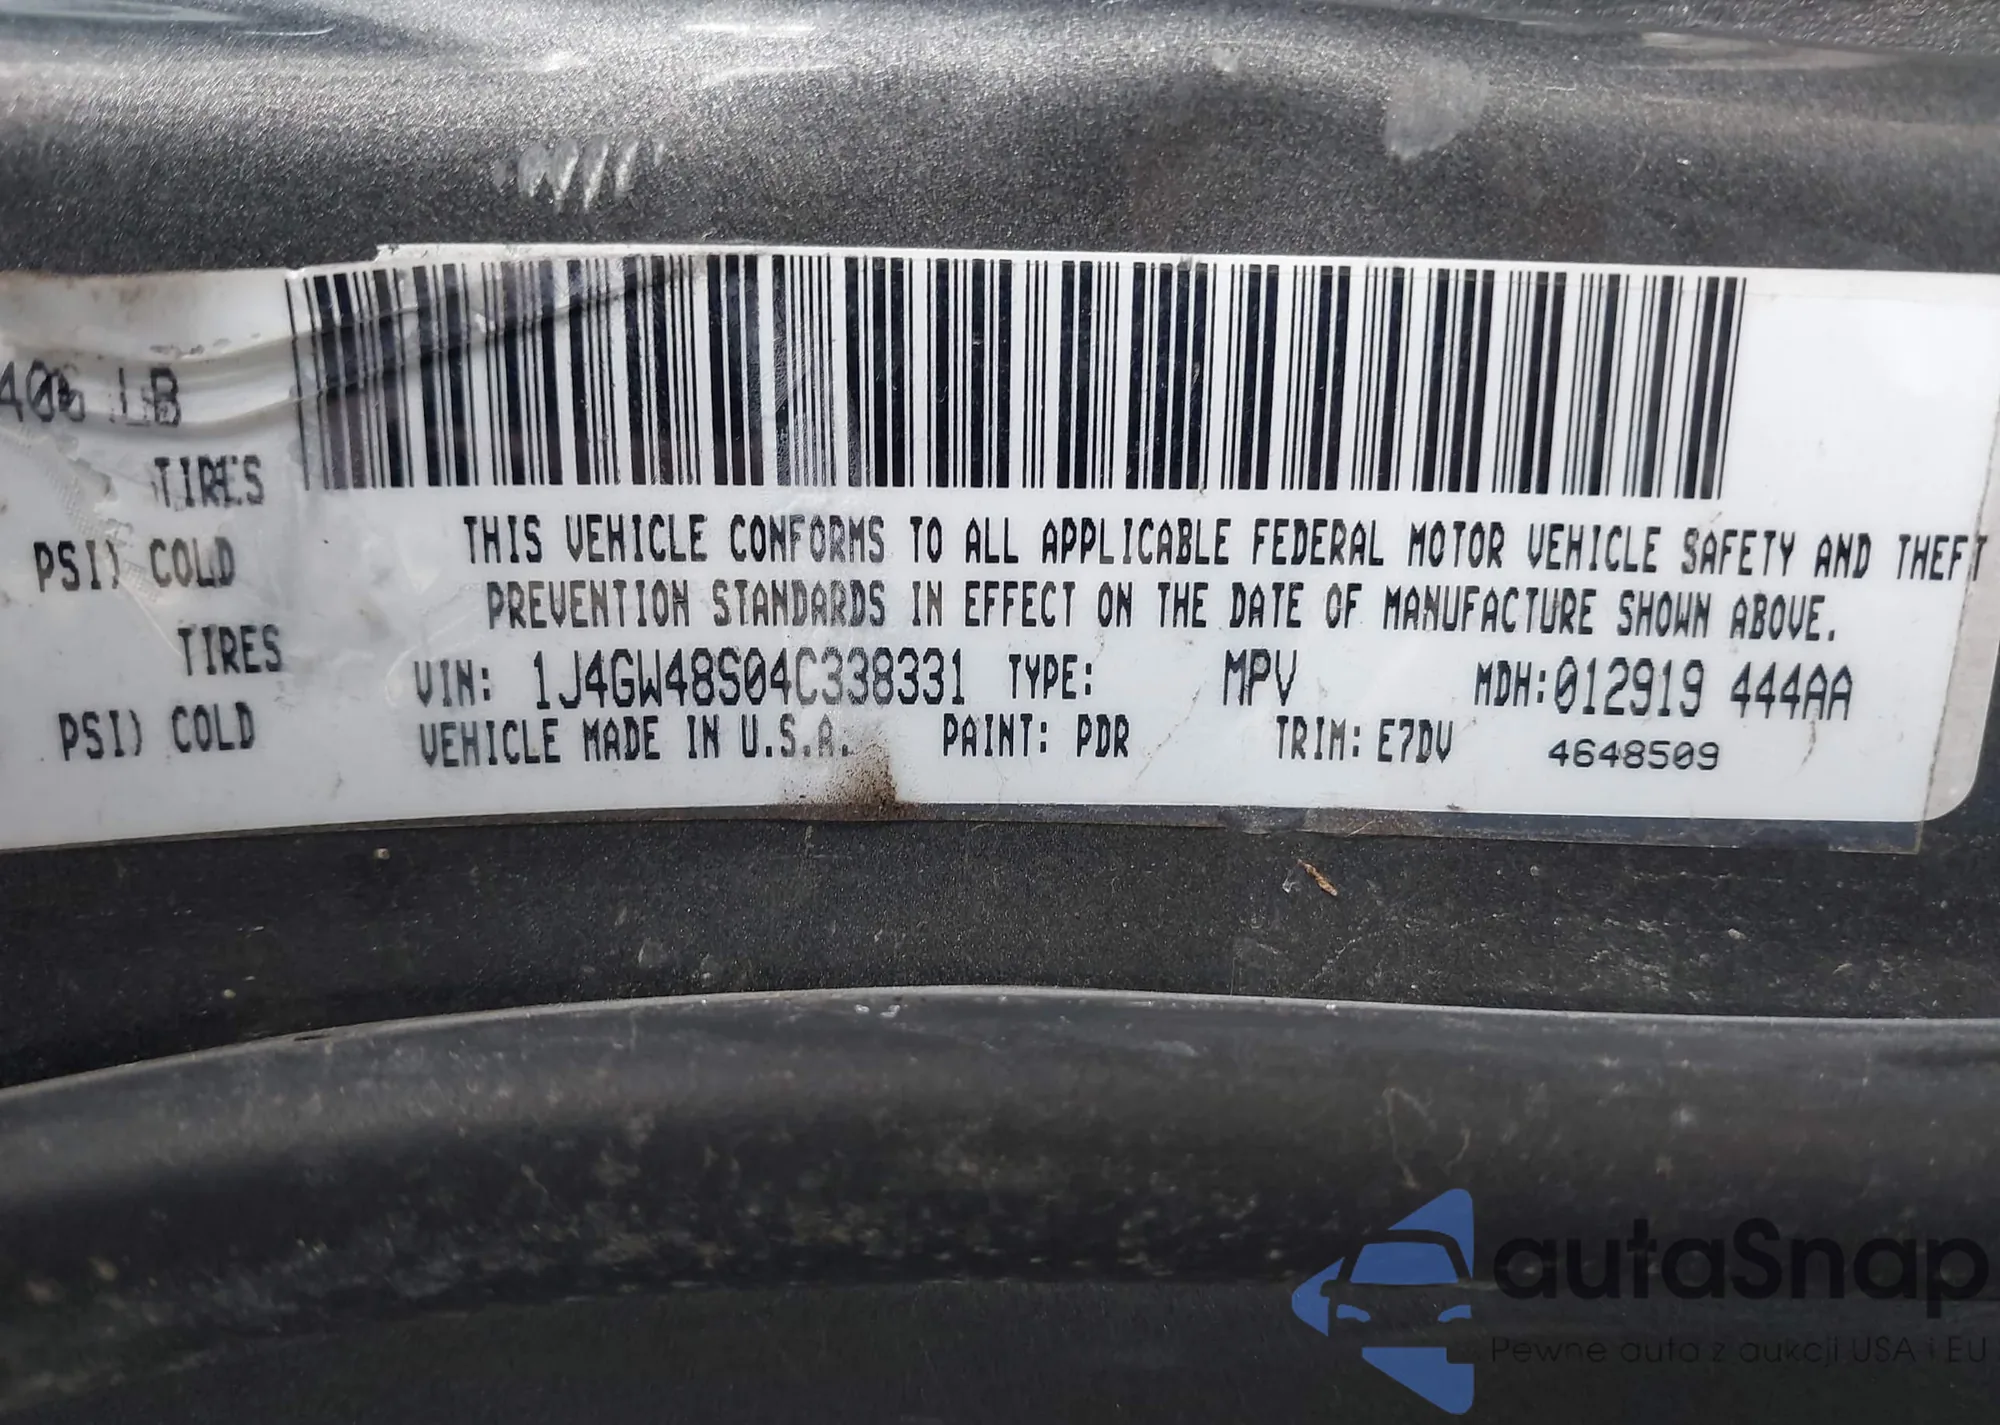 406 LB
TIRES
PSI) COLD
TIRES
PSI) COLD
THIS VEHICLE CONFORMS TO ALL APPLICABLE FEDERAL MOTOR VEHICLE SAFETY AND THEFT
PREVENTION STANDARDS IN EFFECT ON THE DATE OF MANUFACTURE SHOWN ABOVE.
VIN: 1J4GW48S04C338331 TYPE: MPV MDH:012919 444AA
VEHICLE MADE IN U.S.A. PAINT: PDR TRIM: E7DV 4648509
autaSnap
Pewne auta z aukcji USA i EU